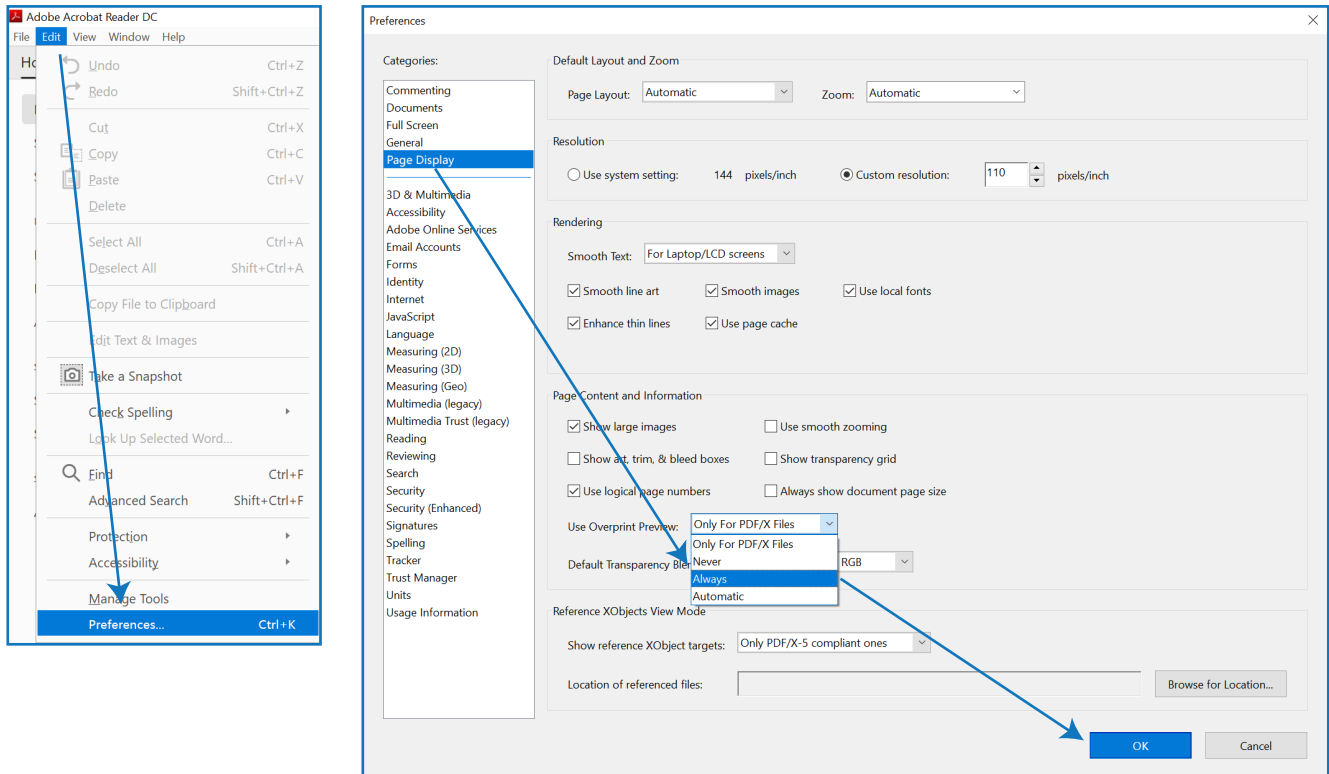 Adobe Acrobat Reader DC
File Edit View Window Help
Undo Ctrl+Z
Redo Shift+Ctrl+Z
Cut Ctrl+X
Copy Ctrl+C
Paste Ctrl+V
Delete
Select All Ctrl+A
Deselect All Shift+Ctrl+A
Copy File to Clipboard
Edit Text & Images
Take a Snapshot
Check Spelling
Look Up Selected Word...
Find Ctrl+F
Advanced Search Shift+Ctrl+F
Protection
Accessibility
Manage Tools
Preferences... Ctrl+K
Preferences
Categories:
Commenting
Documents
Full Screen
General
Page Display
3D & Multimedia
Accessibility
Adobe Online Services
Email Accounts
Forms
Identity
Internet
JavaScript
Language
Measuring (2D)
Measuring (3D)
Measuring (Geo)
Multimedia (legacy)
Multimedia Trust (legacy)
Reading
Reviewing
Search
Security
Security (Enhanced)
Signatures
Spelling
Tracker
Trust Manager
Units
Usage Information
Default Layout and Zoom
Page Layout: Automatic Zoom: Automatic
Resolution
Use system setting: 144 pixels/inch Custom resolution: 110 pixels/inch
Rendering
Smooth Text: For Laptop/LCD screens
Smooth line art Smooth images Use local fonts
Enhance thin lines Use page cache
Page Content and Information
Show large images Use smooth zooming
Show art, trim, & bleed boxes Show transparency grid
Use logical page numbers Always show document page size
Use Overprint Preview: Only For PDF/X Files
Only For PDF/X Files
Default Transparency Never RGB
Always
Automatic
Reference XObjects View Mode
Show reference XObject targets: Only PDF/X-5 compliant ones
Location of referenced files: Browse for Location...
OK Cancel